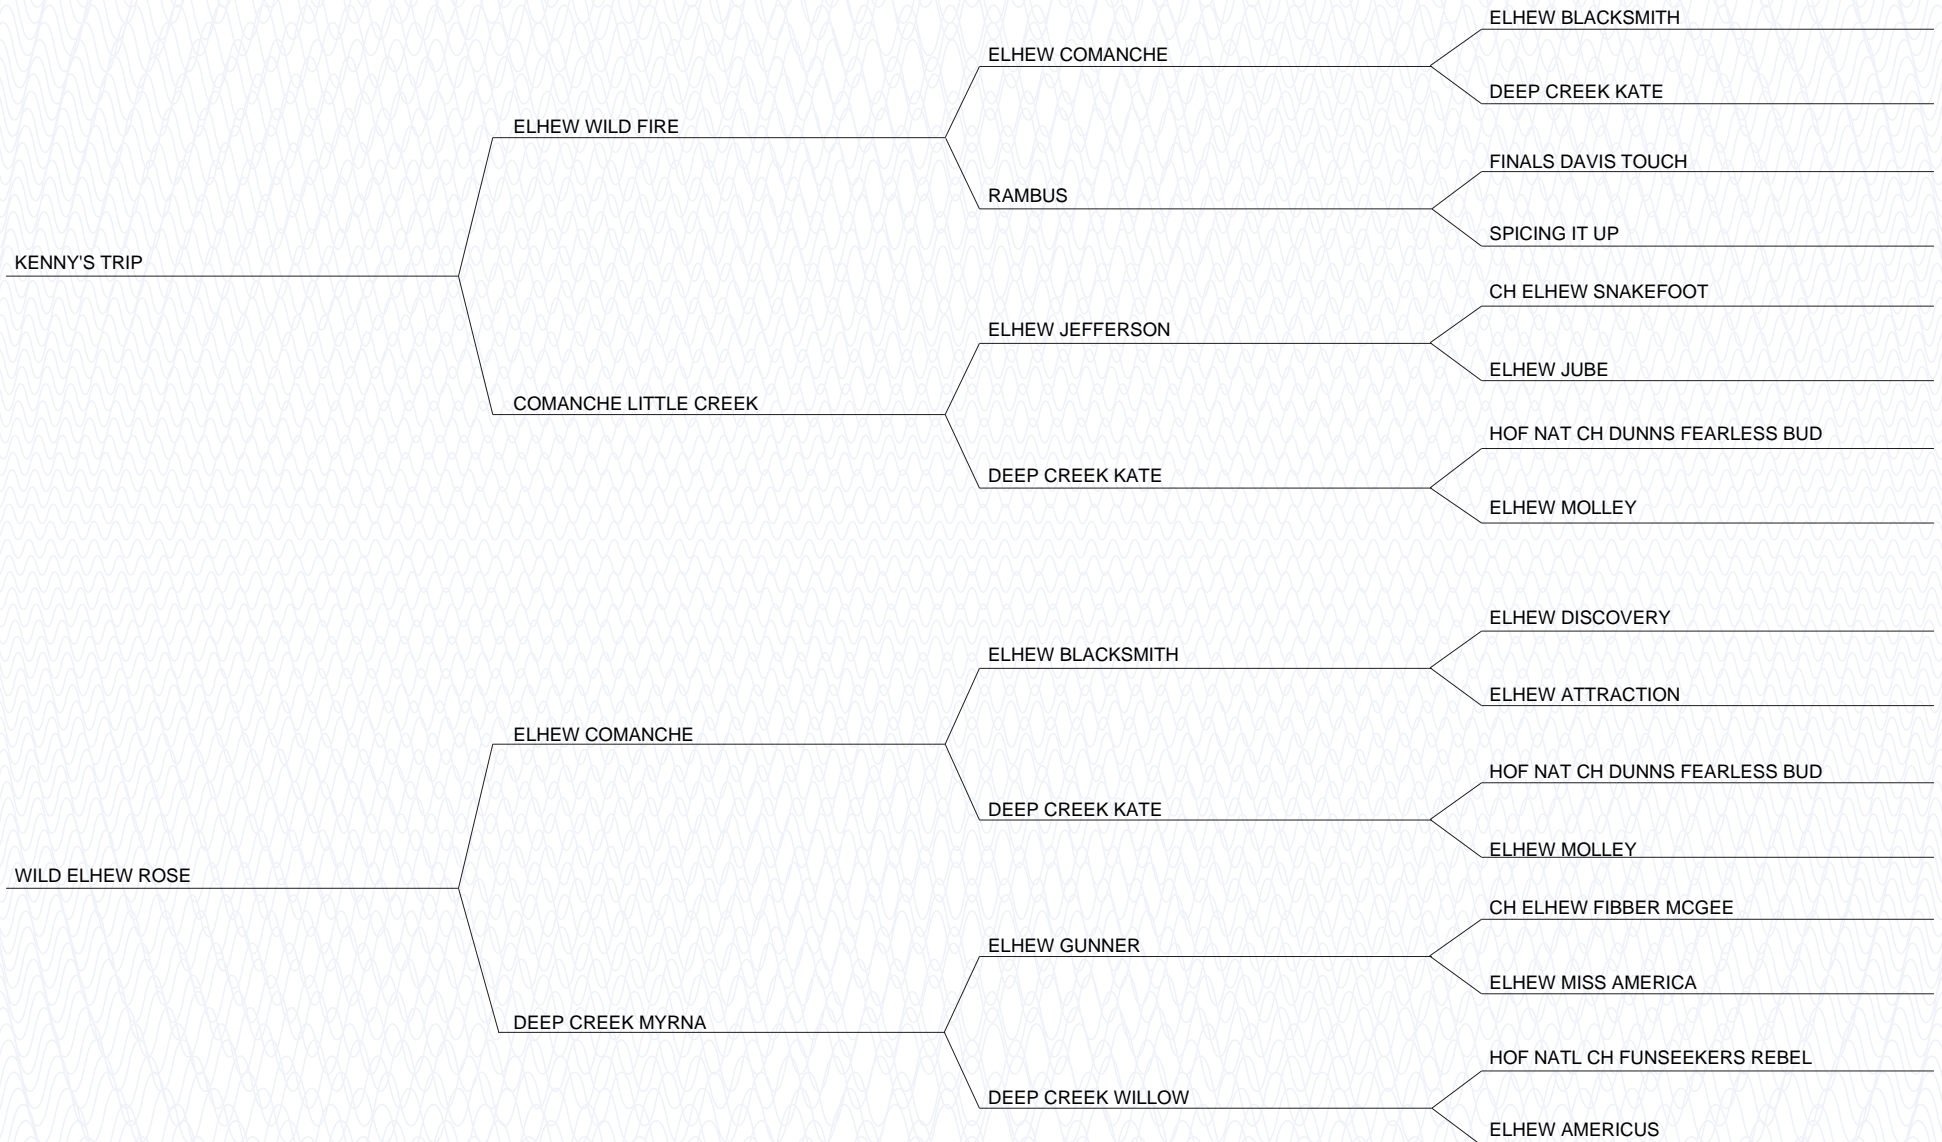 ELHEW BLACKSMITH
ELHEW COMANCHE
DEEP CREEK KATE
ELHEW WILD FIRE
FINALS DAVIS TOUCH
RAMBUS
SPICING IT UP
KENNY'S TRIP
CH ELHEW SNAKEFOOT
ELHEW JEFFERSON
ELHEW JUBE
COMANCHE LITTLE CREEK
HOF NAT CH DUNNS FEARLESS BUD
DEEP CREEK KATE
ELHEW MOLLEY
ELHEW DISCOVERY
ELHEW BLACKSMITH
ELHEW ATTRACTION
ELHEW COMANCHE
HOF NAT CH DUNNS FEARLESS BUD
DEEP CREEK KATE
ELHEW MOLLEY
WILD ELHEW ROSE
CH ELHEW FIBBER MCGEE
ELHEW GUNNER
ELHEW MISS AMERICA
DEEP CREEK MYRNA
HOF NATL CH FUNSEEKERS REBEL
DEEP CREEK WILLOW
ELHEW AMERICUS